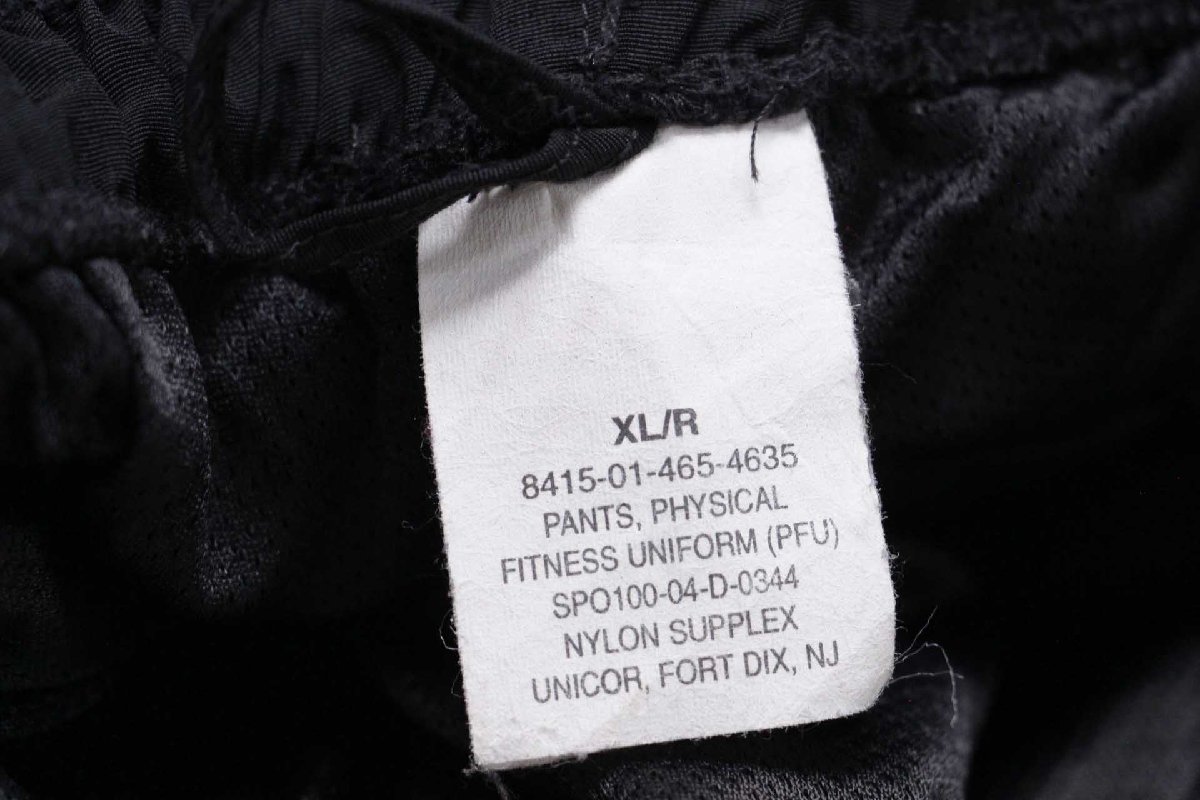 XL/R
8415-01-465-4635
PANTS, PHYSICAL
FITNESS UNIFORM (PFU)
SPO100-04-D-0344
NYLON SUPPLEX
UNICOR, FORT DIX, NJ